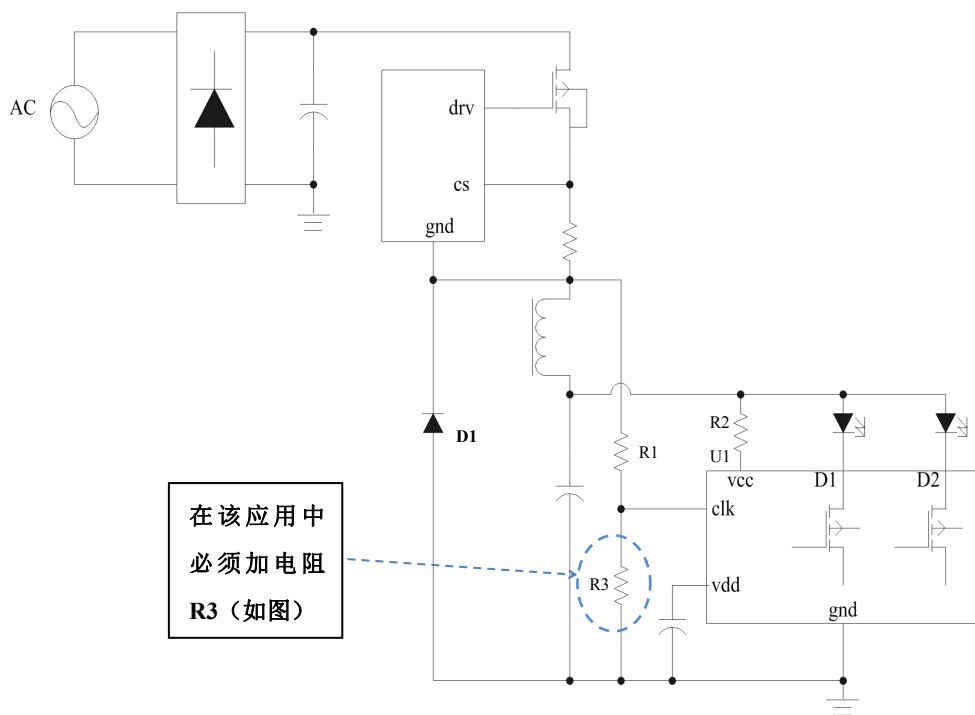 AC
drv
cs
gnd
D1
R1
R2
U1
vcc
D1
D2
clk
vdd
gnd
R3
在该应用中
必须加电阻
R3（如图）